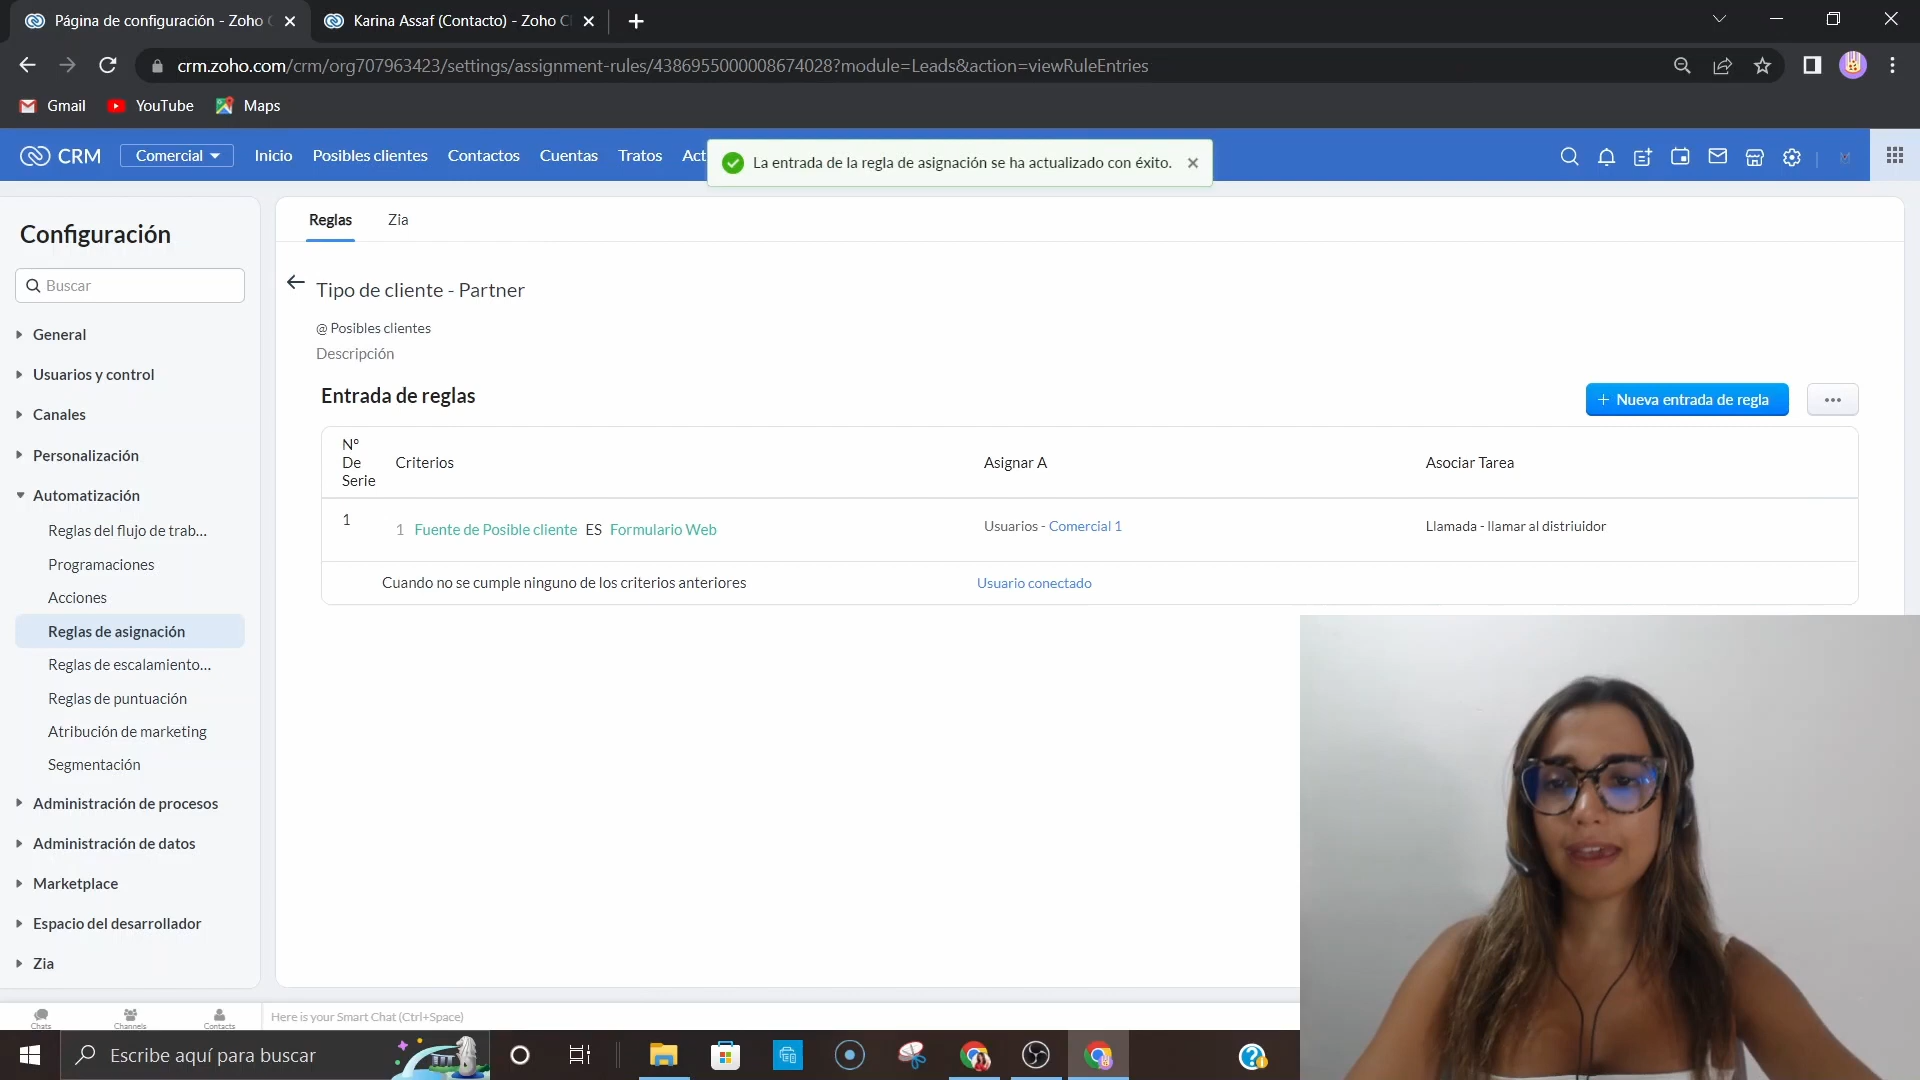 Página de configuración - Zoho C
Karina Assaf (Contacto) - Zoho C
crm.zoho.com/crm/org707963423/settings/assignment-rules/4386955000008674028?module=Leads&action=viewRuleEntries
Gmail
YouTube
Maps
CRM
Comercial
Inicio
Posibles clientes
Contactos
Cuentas
Tratos
Act
La entrada de la regla de asignación se ha actualizado con éxito.
Configuración
Buscar
General
Usuarios y control
Canales
Personalización
Automatización
Reglas del flujo de trab...
Programaciones
Acciones
Reglas de asignación
Reglas de escalamiento...
Reglas de puntuación
Atribución de marketing
Segmentación
Administración de procesos
Administración de datos
Marketplace
Espacio del desarrollador
Zia
Reglas
Zia
Tipo de cliente - Partner
@ Posibles clientes
Descripción
Entrada de reglas
+ Nueva entrada de regla
...
Nº
De
Serie
Criterios
Asignar A
Asociar Tarea
1
1 Fuente de Posible cliente ES Formulario Web
Usuarios - Comercial 1
Llamada - llamar al distriuidor
Cuando no se cumple ninguno de los criterios anteriores
Usuario conectado
Chats
Channels
Contacts
Here is your Smart Chat (Ctrl+Space)
Escribe aquí para buscar